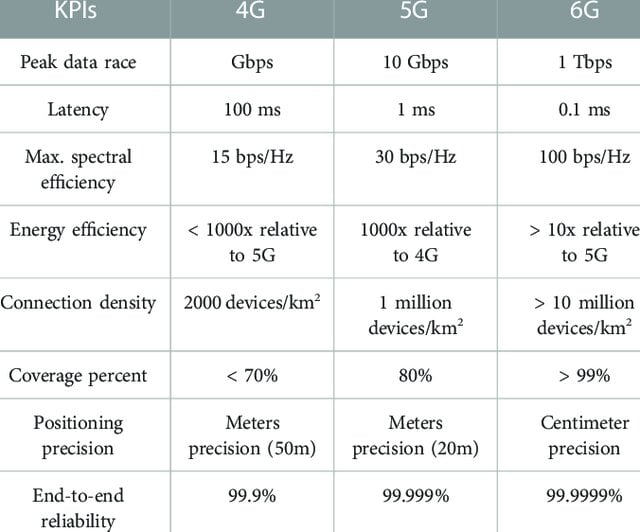 KPIs 4G 5G 6G
Peak data race Gbps 10 Gbps 1 Tbps
Latency 100 ms 1 ms 0.1 ms
Max. spectral 15 bps/Hz 30 bps/Hz 100 bps/Hz
efficiency
Energy efficiency < 1000x relative 1000x relative > 10x relative
to 5G to 4G to 5G
Connection density 2000 devices/km² 1 million > 10 million
devices/km² devices/km²
Coverage percent < 70% 80% > 99%
Positioning Meters Meters Centimeter
precision precision (50m) precision (20m) precision
End-to-end 99.9% 99.999% 99.9999%
reliability